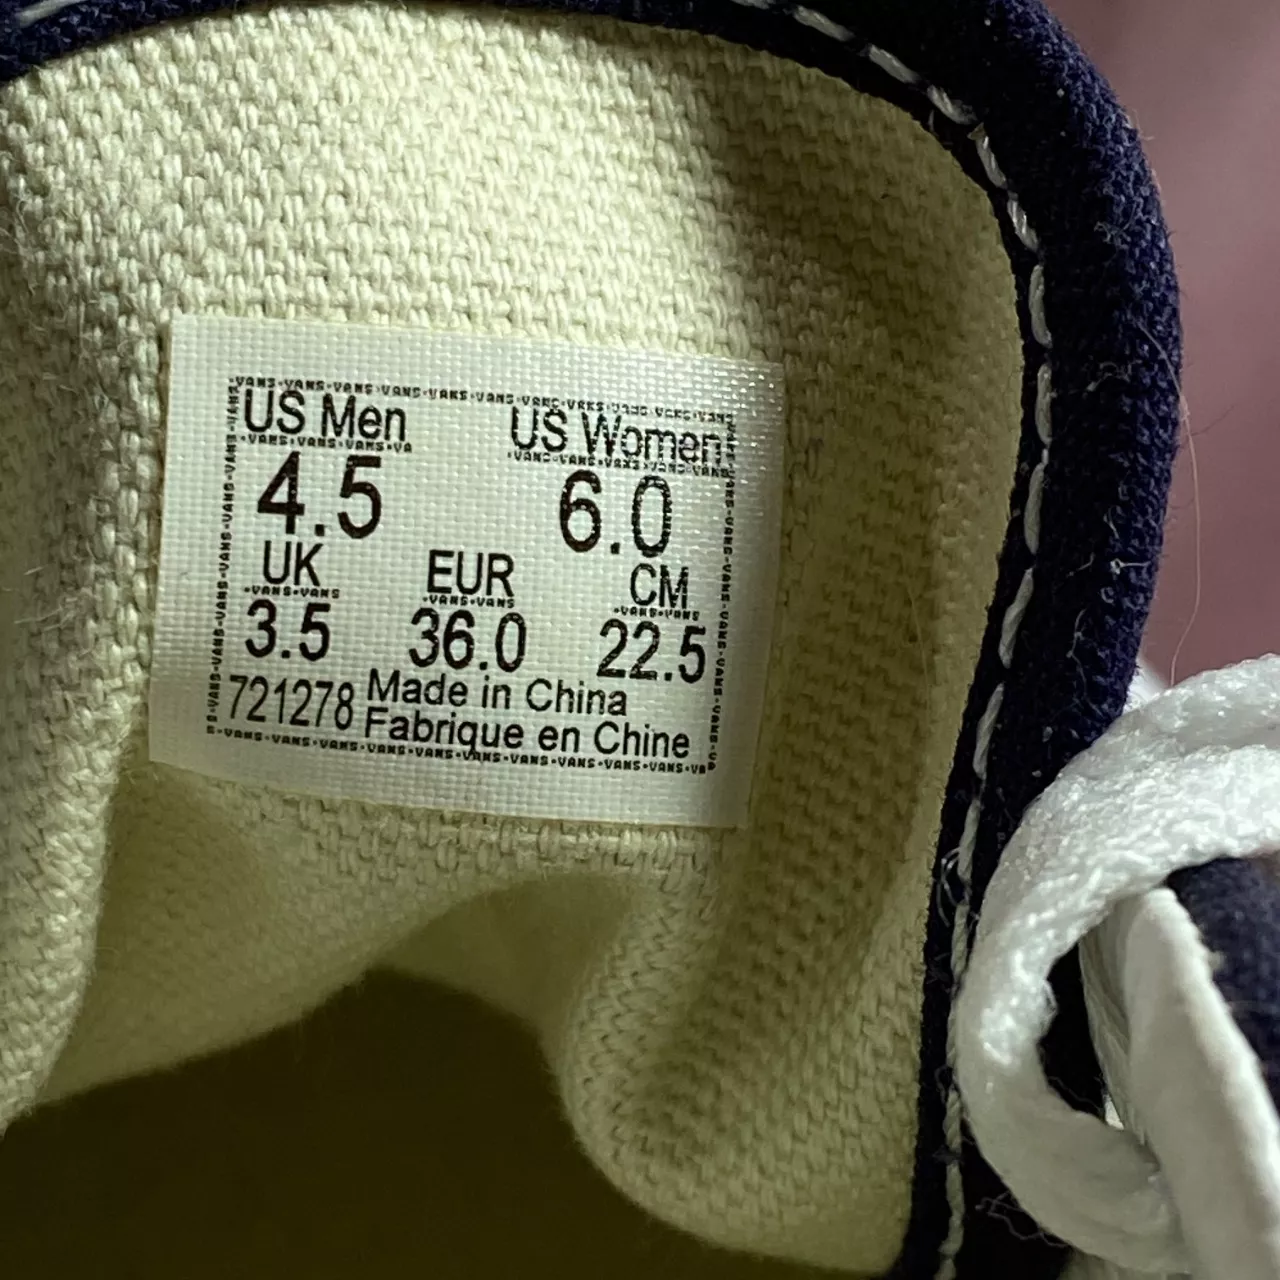 US Men US Women
4.5 6.0
UK EUR CM
3.5 36.0 22.5
721278 Made in China
Fabrique en Chine